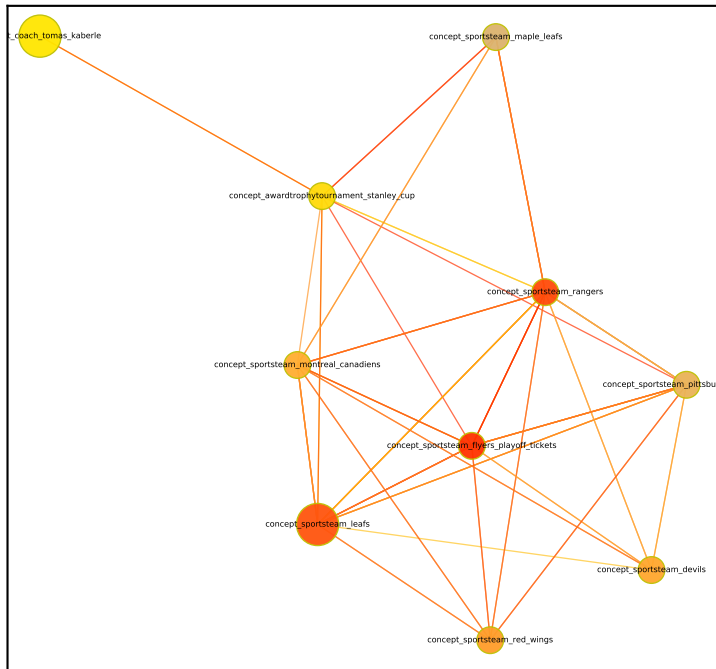 t_coach_tomas_kaberle
concept_sportsteam_maple_leafs
concept_awardtrophytournament_stanley_cup
concept_sportsteam_rangers
concept_sportsteam_montreal_canadiens
concept_sportsteam_pittsbu
concept_sportsteam_flyers_playoff_tickets
concept_sportsteam_leafs
concept_sportsteam_devils
concept_sportsteam_red_wings